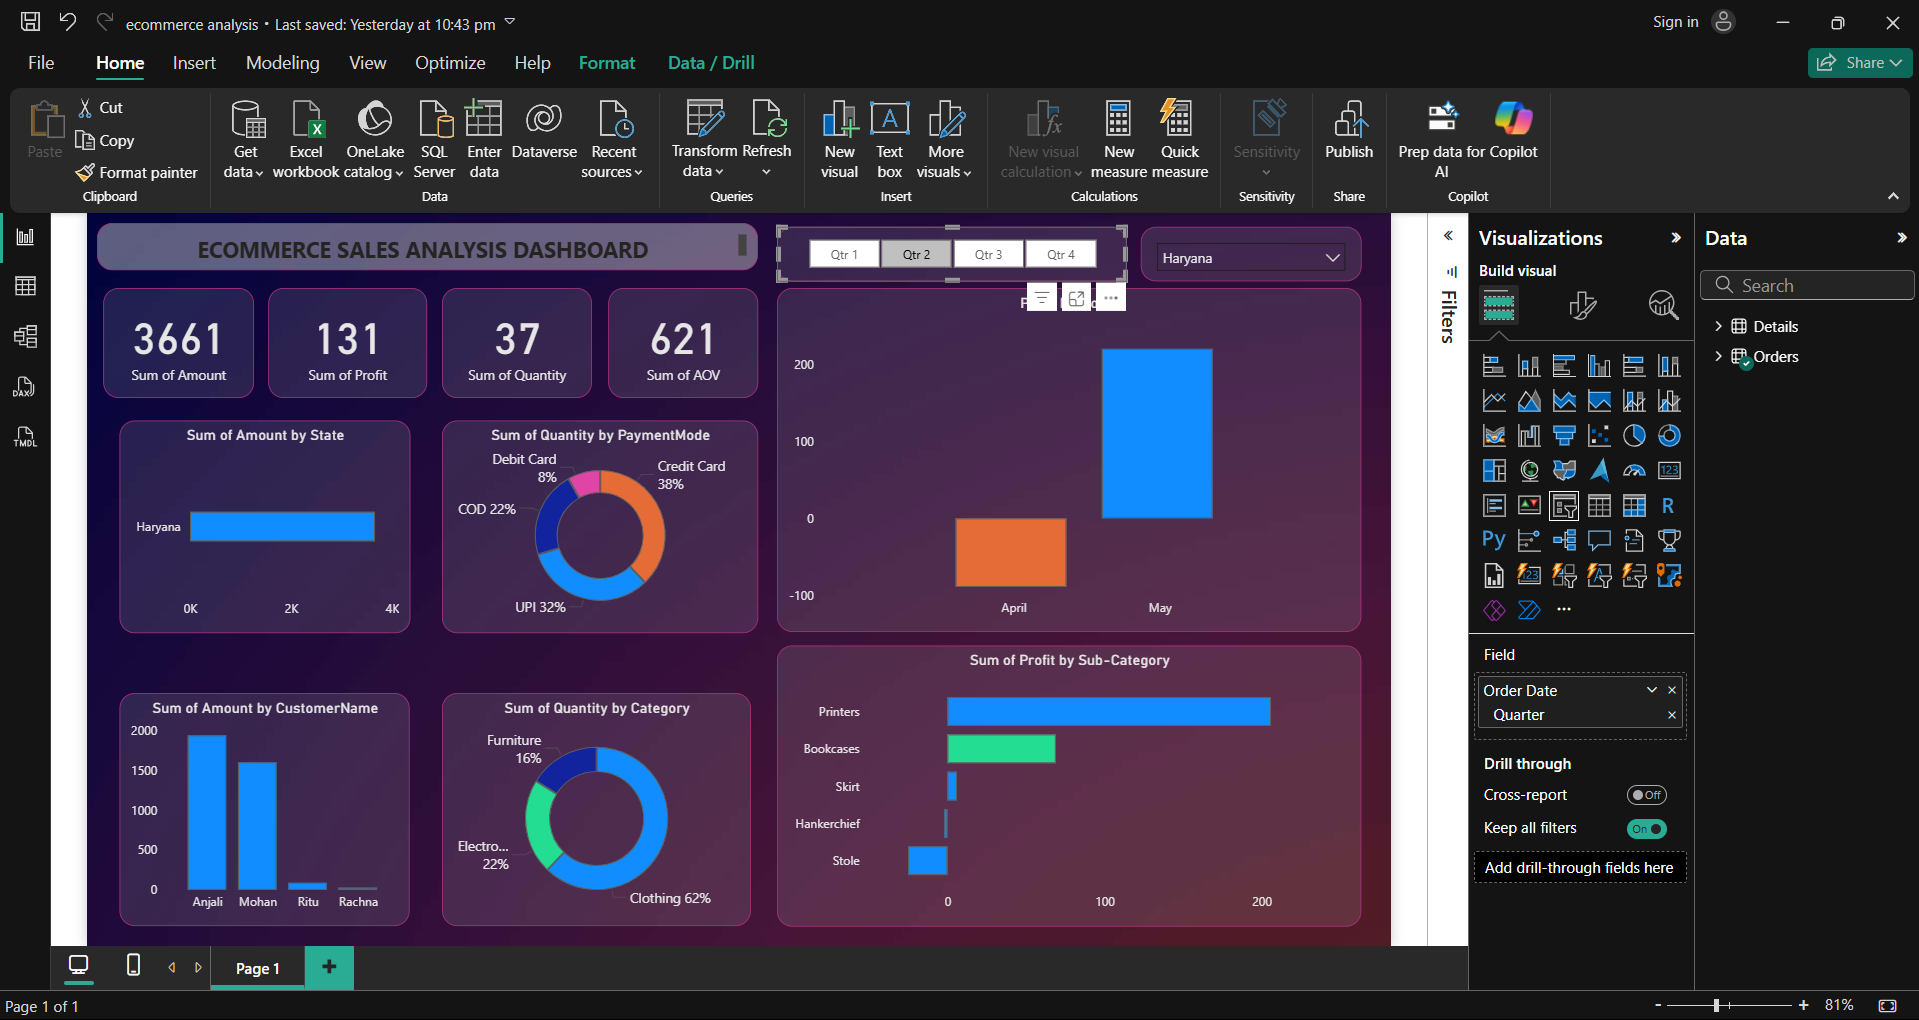 ecommerce analysis • Last saved: Yesterday at 10:43 pm
Sign in
File Home Insert Modeling View Optimize Help Format Data / Drill
Share
Paste
Cut
Copy
Format painter
Clipboard
Get data
Excel workbook
OneLake catalog
SQL Server
Enter data
Dataverse
Recent sources
Data
Transform data
Refresh
Queries
New visual
Text box
More visuals
Insert
New visual calculation
New measure
Quick measure
Calculations
Sensitivity
Sensitivity
Publish
Share
Prep data for AI
Copilot
Copilot
DAX
TMDL
ECOMMERCE SALES ANALYSIS DASHBOARD
Qtr 1 Qtr 2 Qtr 3 Qtr 4
Haryana
3661
Sum of Amount
131
Sum of Profit
37
Sum of Quantity
621
Sum of AOV
200
100
0
-100
April May
Sum of Amount by State
Haryana
0K 2K 4K
Sum of Quantity by PaymentMode
Debit Card
8%
Credit Card
38%
COD 22%
UPI 32%
Sum of Amount by CustomerName
2000
1500
1000
500
0
Anjali Mohan Ritu Rachna
Sum of Quantity by Category
Furniture
16%
Electro...
22%
Clothing 62%
Sum of Profit by Sub-Category
Printers
Bookcases
Skirt
Hankerchief
Stole
0 100 200
Filters
Visualizations
Build visual
123
R
Py
123
Field
Order Date
Quarter
Drill through
Cross-report
Off
Keep all filters
On
Add drill-through fields here
Data
Search
Details
Orders
Page 1
Page 1 of 1
81%